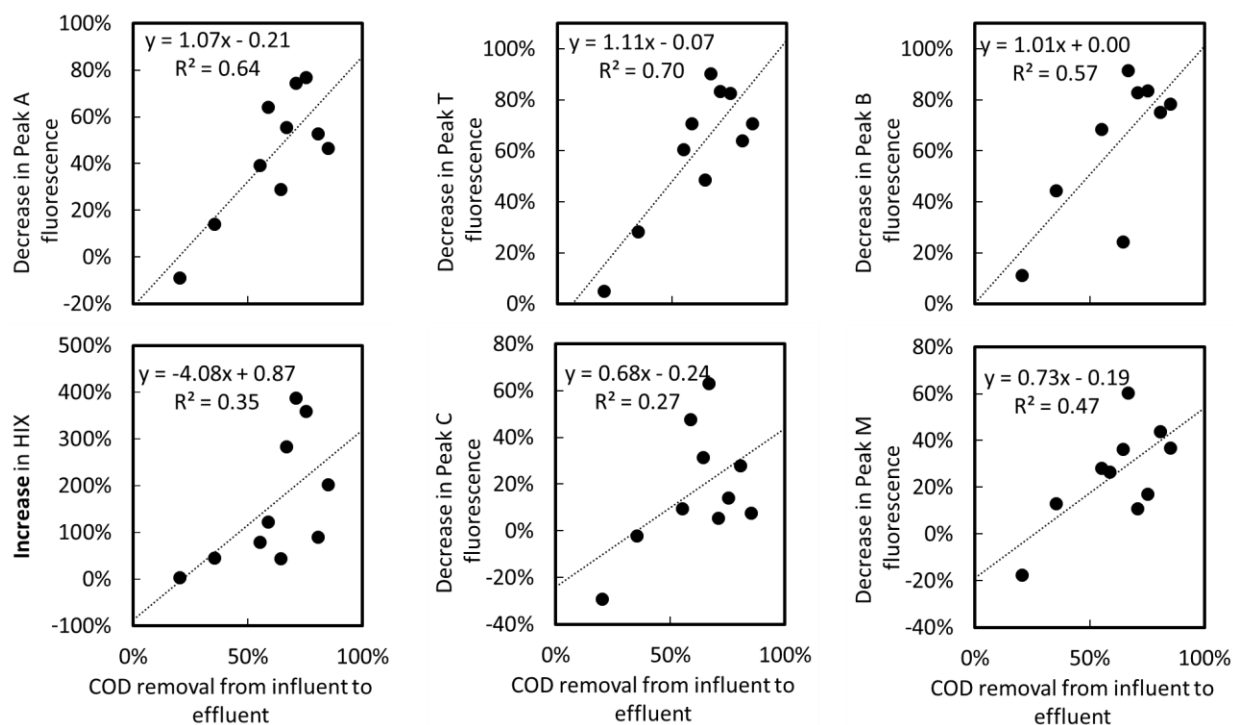 100%
80%
60%
40%
20%
0%
-20%
Decrease in Peak A
fluorescence
y = 1.07x - 0.21
R² = 0.64
100%
80%
60%
40%
20%
0%
Decrease in Peak T
fluorescence
y = 1.11x - 0.07
R² = 0.70
0%
50%
100%
100%
80%
60%
40%
20%
0%
Decrease in Peak B
fluorescence
y = 1.01x + 0.00
R² = 0.57
0%
50%
100%
500%
400%
300%
200%
100%
0%
-100%
Increase in HIX
y = -4.08x + 0.87
R² = 0.35
0%
50%
100%
COD removal from influent to
effluent
80%
60%
40%
20%
0%
-20%
-40%
Decrease in Peak C
fluorescence
y = 0.68x - 0.24
R² = 0.27
0%
50%
100%
COD removal from influent to
effluent
80%
60%
40%
20%
0%
-20%
-40%
Decrease in Peak M
fluorescence
y = 0.73x - 0.19
R² = 0.47
0%
50%
100%
COD removal from influent to
effluent